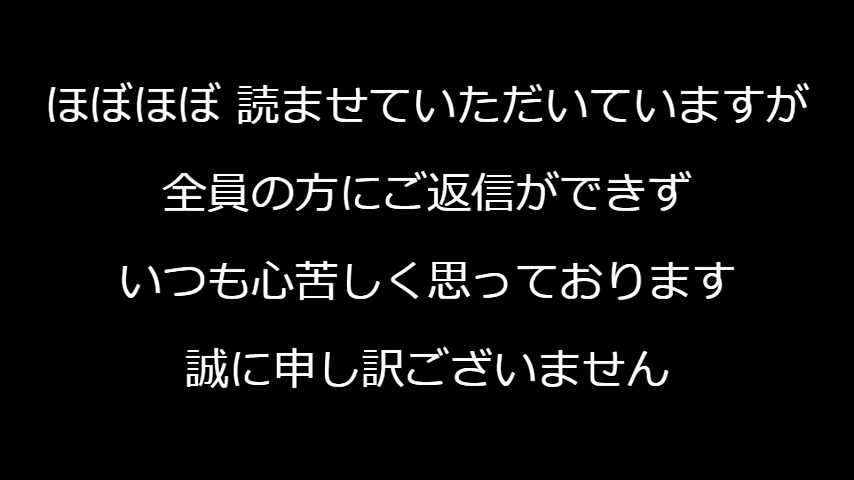 ほぼほぼ 読ませていただいていますが
全員の方にご返信ができず
いつも心苦しく思っております
誠に申し訳ございません